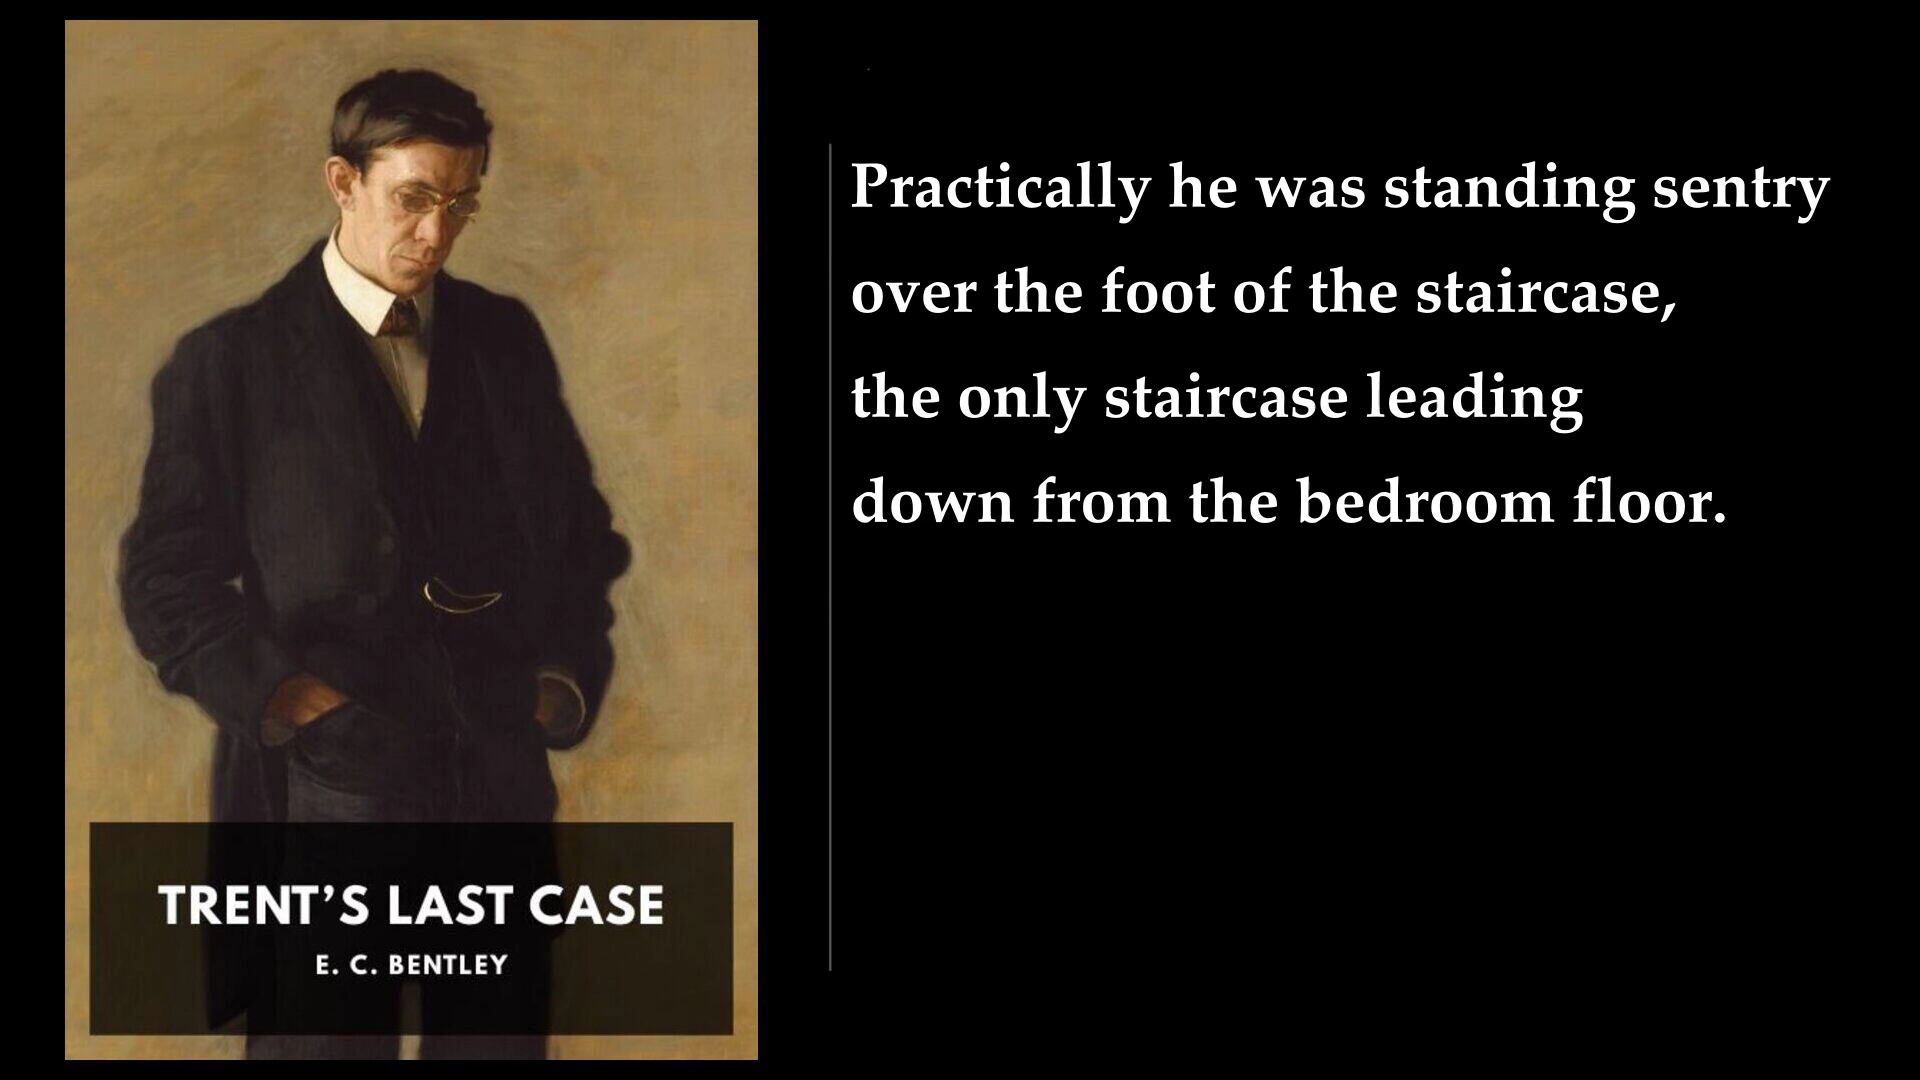 Practically he was standing sentry
over the foot of the staircase,
the only staircase leading
down from the bedroom floor.
TRENT’S LAST CASE
E. C. BENTLEY